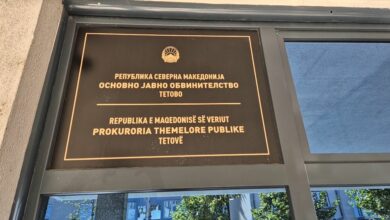 РЕПУБЛИКА СЕВЕРНА МАКЕДОНИЈА
ОСНОВНО ЈАВНО ОБВИНИТЕЛСТВО
ТЕТОВО
REPUBLIKA E MAQEDONISË SË VERIUT
PROKURORIA THEMELORE PUBLIKE
TETOVË